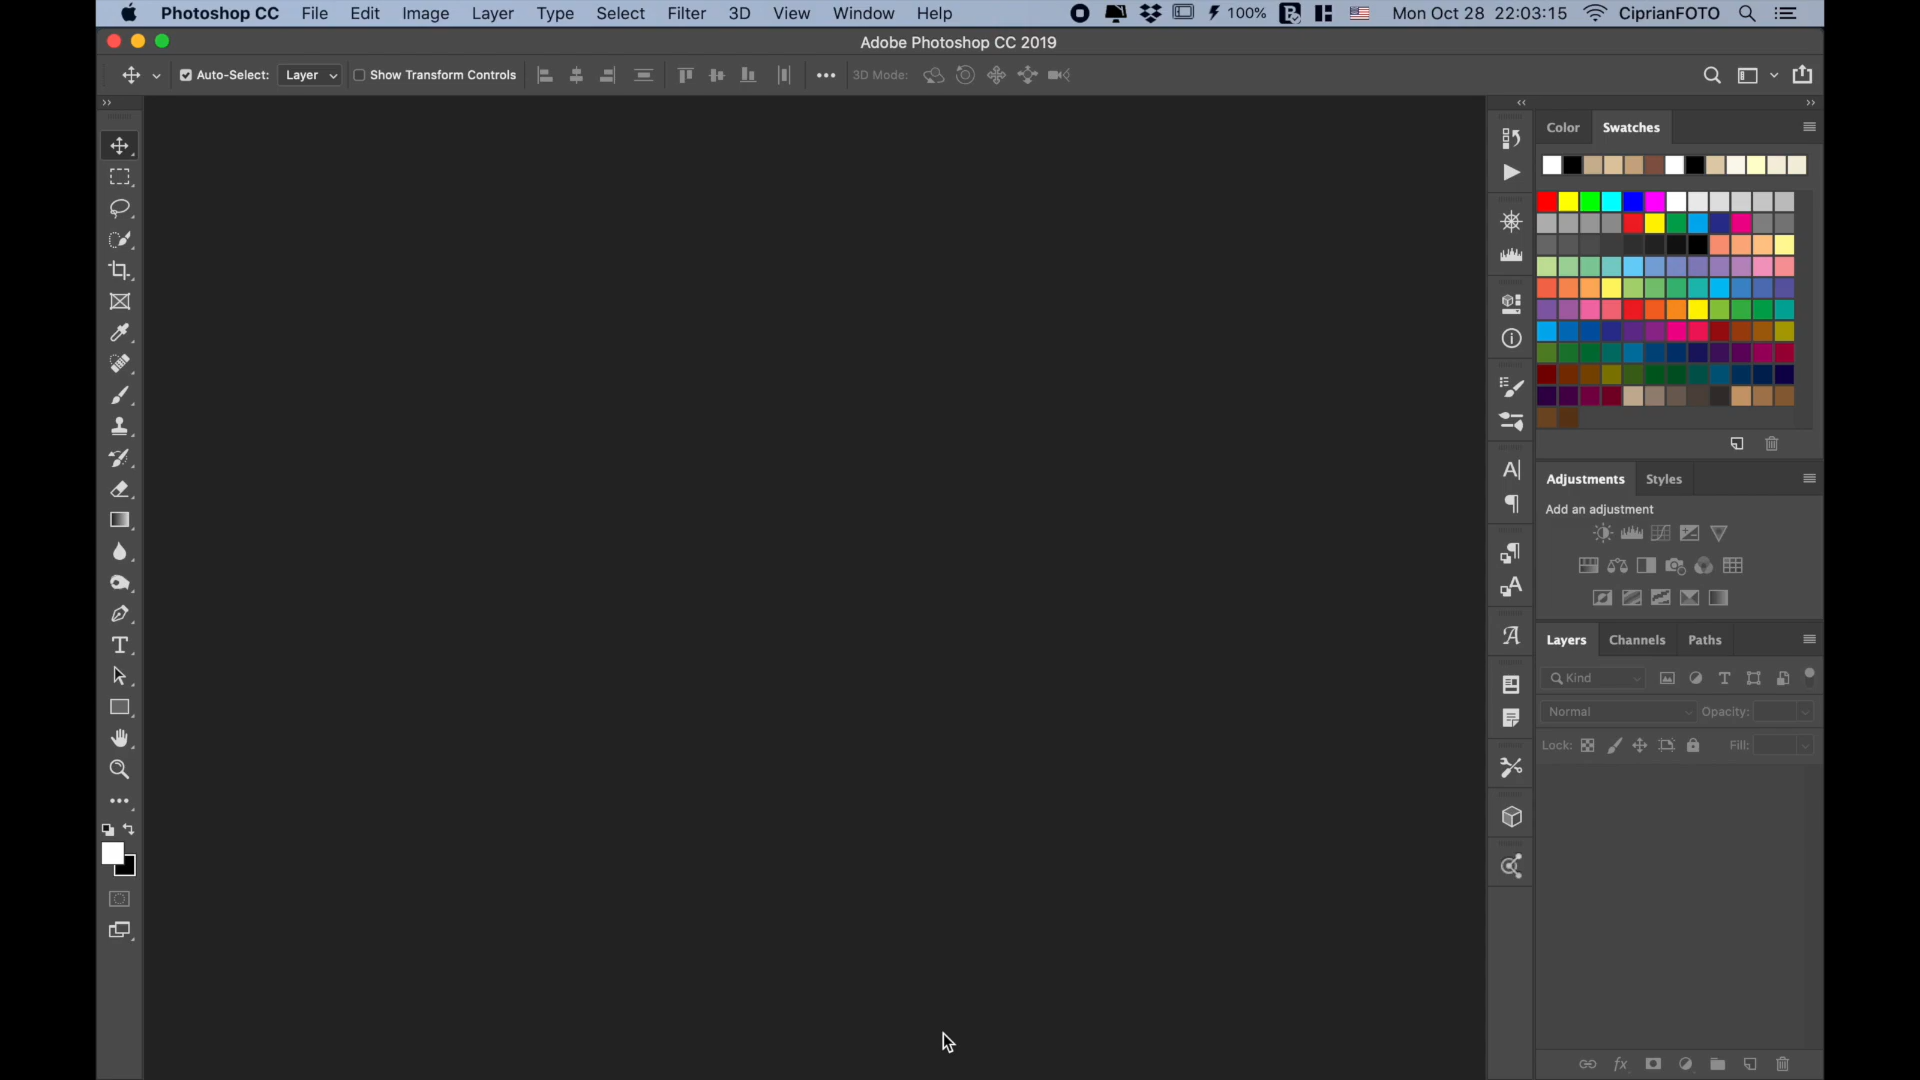 Photoshop CC File Edit Image Layer Type Select Filter 3D View Window Help 100% Mon Oct 28 22:03:15 CiprianFOTO
Adobe Photoshop CC 2019
Auto-Select: Layer Show Transform Controls 3D Mode:
Color Swatches
Adjustments Styles
Add an adjustment
Layers Channels Paths
Kind
Normal Opacity:
Lock: Fill: